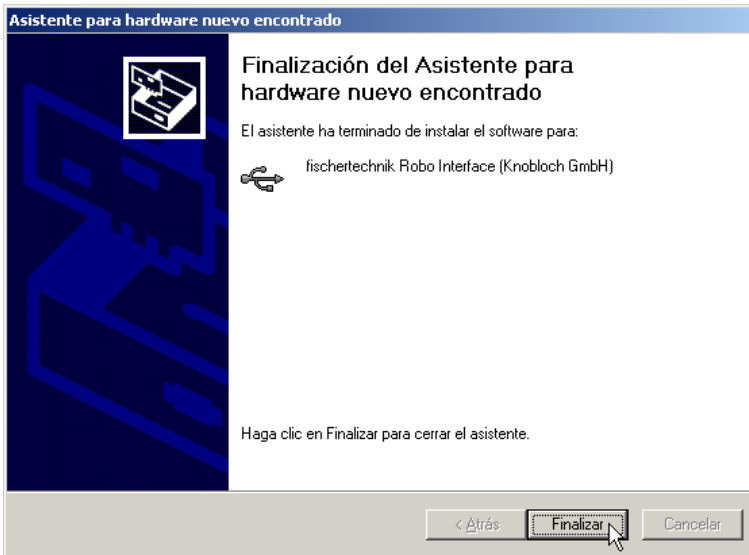 Asistente para hardware nuevo encontrado
Finalización del Asistente para
hardware nuevo encontrado
El asistente ha terminado de instalar el software para:
fischertechnik Robo Interface (Knobloch GmbH)
Haga clic en Finalizar para cerrar el asistente.
< Atrás Finalizar Cancelar